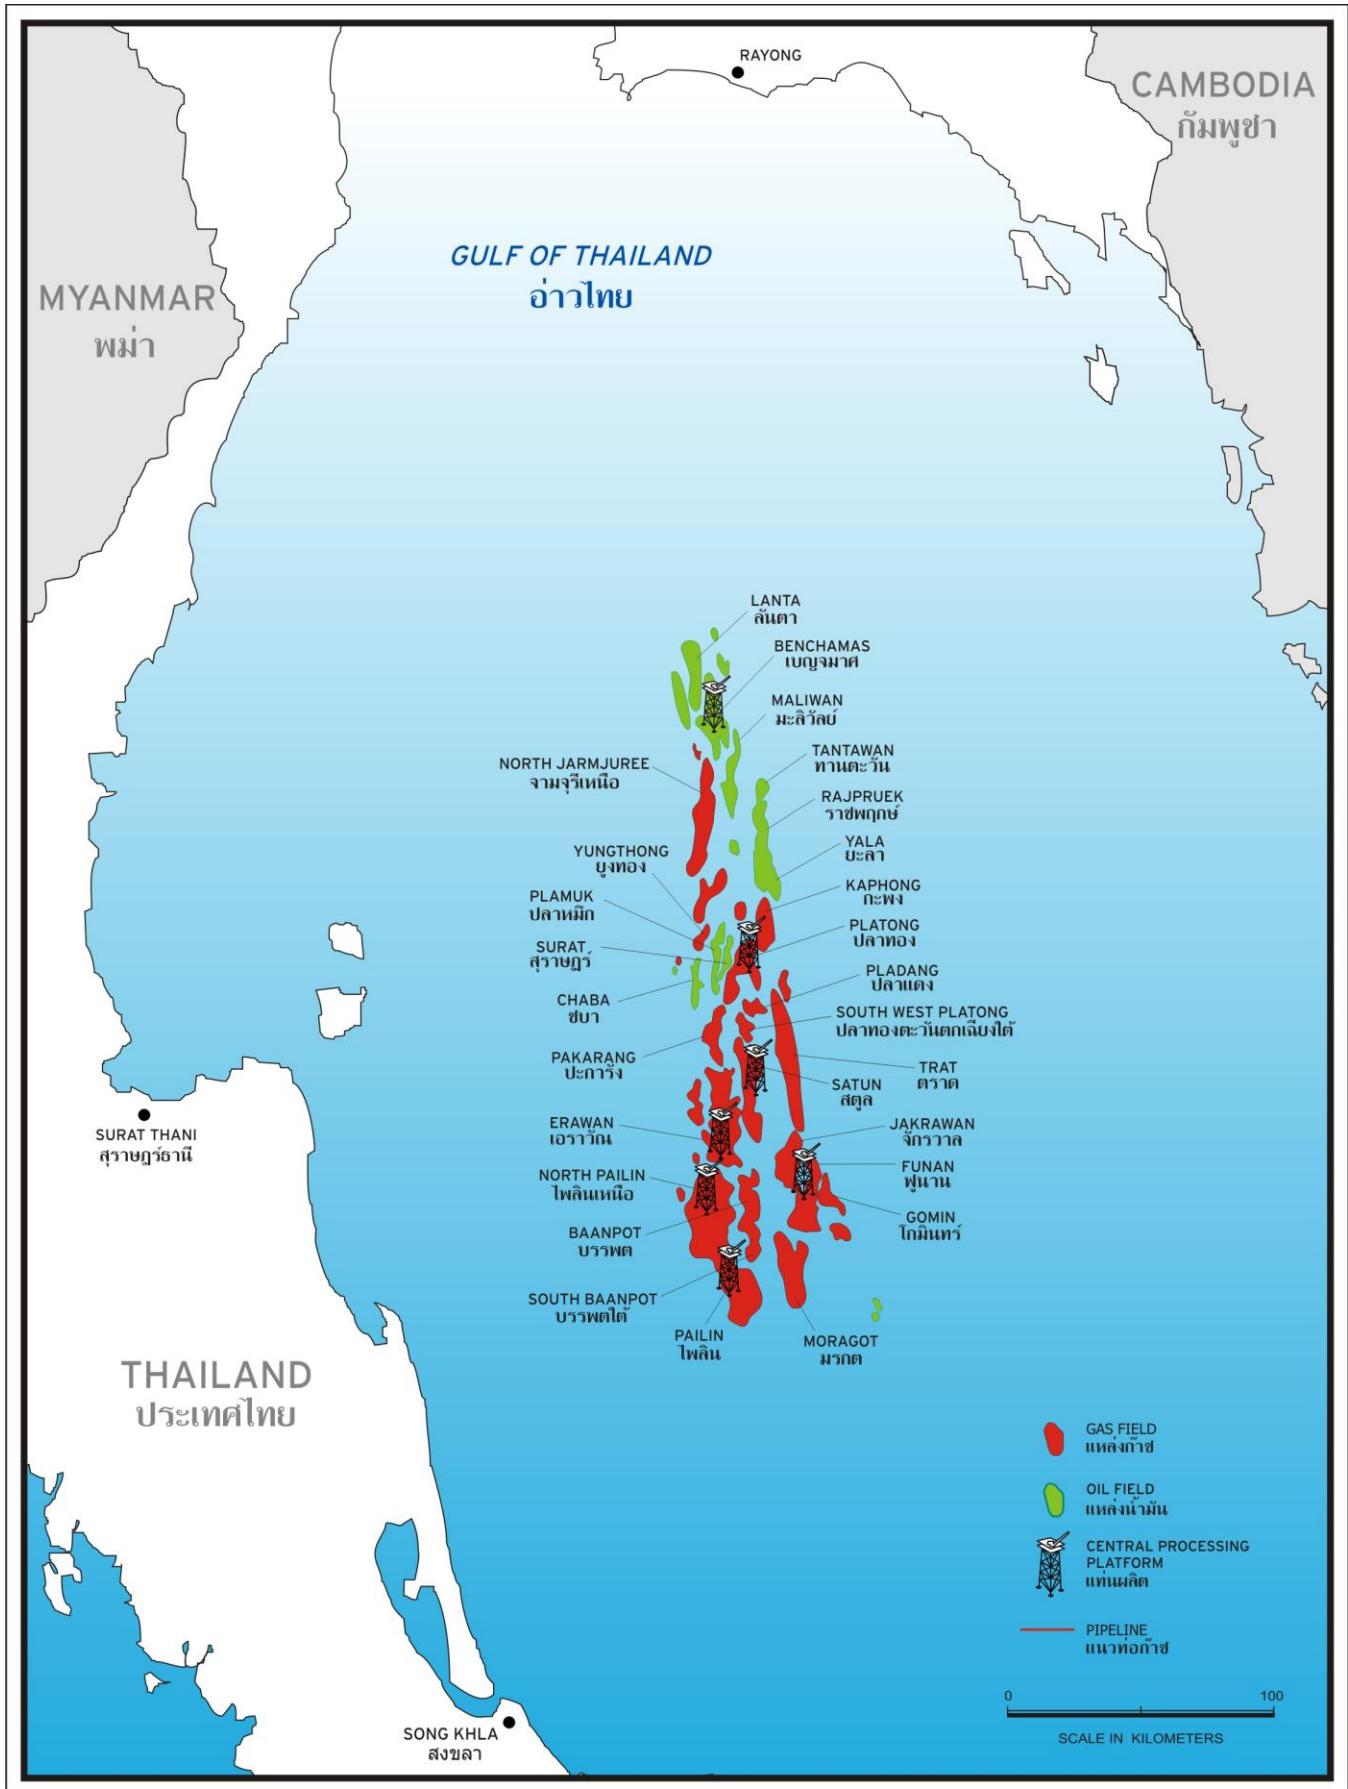 RAYONG
CAMBODIA
กัมพูชา
GULF OF THAILAND
อ่าวไทย
MYANMAR
พม่า
LANTA
ลันตา
BENCHAMAS
เบญจมาศ
MALIWAN
มะลิวัลย์
NORTH JARMJUREE
จามจุรีเหนือ
TANTAWAN
ทานตะวัน
RAJPRUEK
ราชพฤกษ์
YUNGTHONG
ยูงทอง
YALA
ยะลา
PLAMUK
ปลาหมึก
KAPHONG
กะพง
SURAT
สุราษฎร์
PLATONG
ปลาทอง
CHABA
ชบา
PLADANG
ปลาแดง
SOUTH WEST PLATONG
ปลาทองตะวันตกเฉียงใต้
PAKARANG
ปะการัง
TRAT
ตราด
SATUN
สตูล
ERAWAN
เอราวัณ
JAKRAWAN
จักรวาล
SURAT THANI
สุราษฎร์ธานี
NORTH PAILIN
ไพลินเหนือ
FUNAN
ฟูนาน
BAANPOT
บรรพต
GOMIN
โกมินทร์
SOUTH BAANPOT
บรรพตใต้
PAILIN
ไพลิน
MORAGOT
มรกต
THAILAND
ประเทศไทย
GAS FIELD
แหล่งก๊าซ
OIL FIELD
แหล่งน้ำมัน
CENTRAL PROCESSING
PLATFORM
แท่นผลิต
PIPELINE
แนวท่อก๊าซ
0 100
SCALE IN KILOMETERS
SONG KHLA
สงขลา